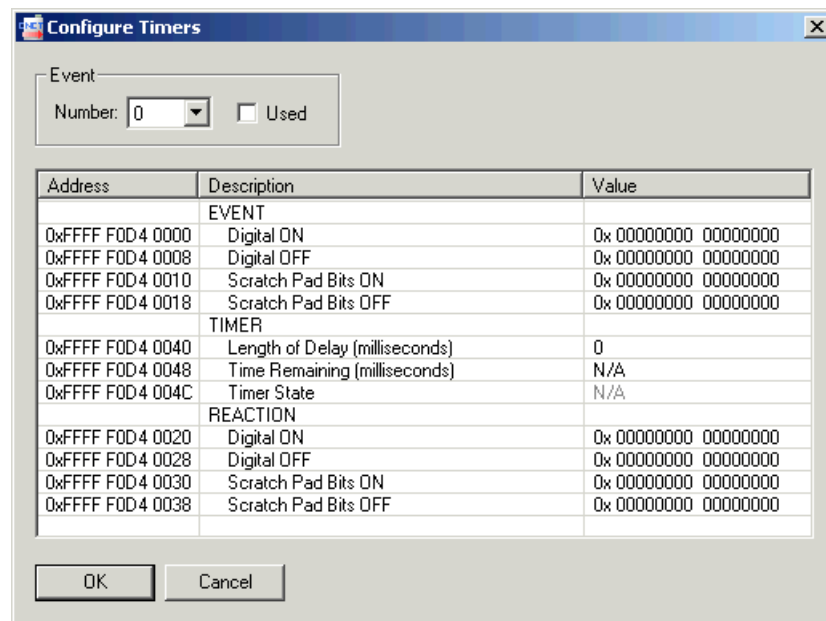 Configure Timers
Event
Number: 0 Used
Address Description Value
EVENT
0xFFFF F0D4 0000 Digital ON 0x 00000000 00000000
0xFFFF F0D4 0008 Digital OFF 0x 00000000 00000000
0xFFFF F0D4 0010 Scratch Pad Bits ON 0x 00000000 00000000
0xFFFF F0D4 0018 Scratch Pad Bits OFF 0x 00000000 00000000
TIMER
0xFFFF F0D4 0040 Length of Delay (milliseconds) 0
0xFFFF F0D4 0048 Time Remaining (milliseconds) N/A
0xFFFF F0D4 004C Timer State N/A
REACTION
0xFFFF F0D4 0020 Digital ON 0x 00000000 00000000
0xFFFF F0D4 0028 Digital OFF 0x 00000000 00000000
0xFFFF F0D4 0030 Scratch Pad Bits ON 0x 00000000 00000000
0xFFFF F0D4 0038 Scratch Pad Bits OFF 0x 00000000 00000000
OK Cancel